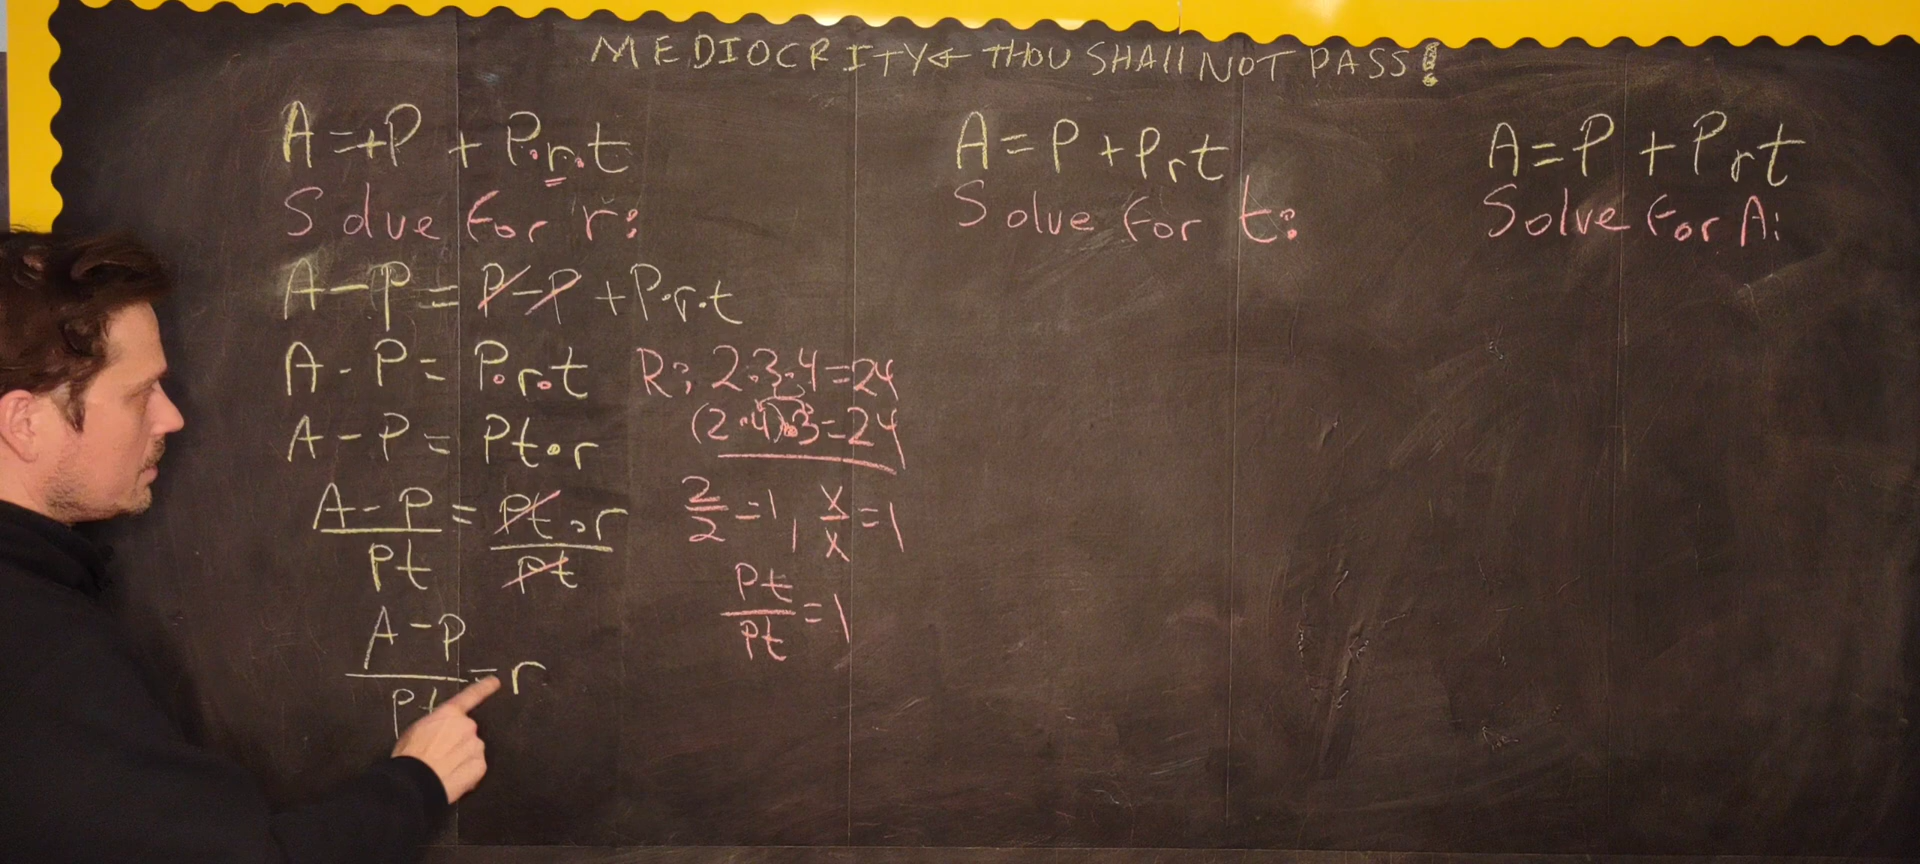 MEDIOCRITY← THOU SHAll NOT PASS!
A=+P + P.r.t
Solve For r:
A-P = P-P +P.r.t
A-P= P.r.t
A-P= Pt.r
A-P/Pt = Pt.r/Pt
A-P/Pt =r
R: 2.3.4=24
(2.4).3=24
2/2=1, x/x=1
Pt/Pt=1
A=P+Prt
Solve For t:
A=P+Prt
Solve For A: